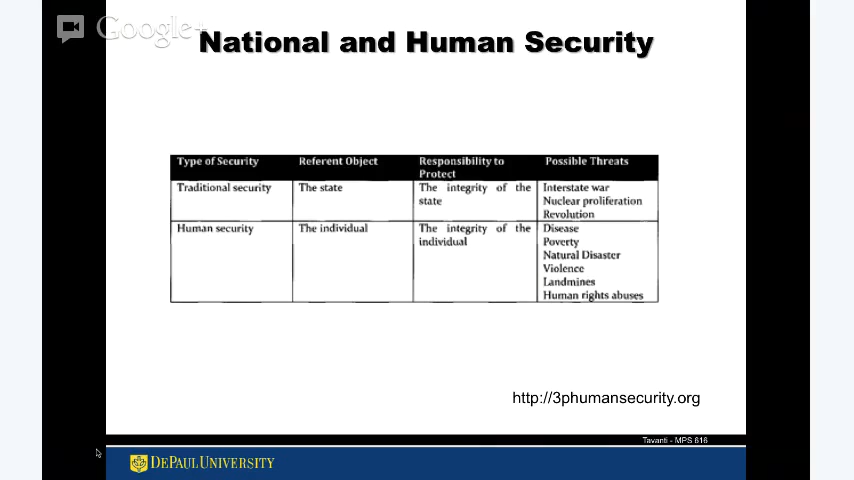 Google+
National and Human Security
Type of Security Referent Object Responsibility to Protect Possible Threats
Traditional security The state The integrity of the state Interstate war
Nuclear proliferation
Revolution
Human security The individual The integrity of the individual Disease
Poverty
Natural Disaster
Violence
Landmines
Human rights abuses
http://3phumansecurity.org
Tavanti - MPS 616
DEPAUL UNIVERSITY